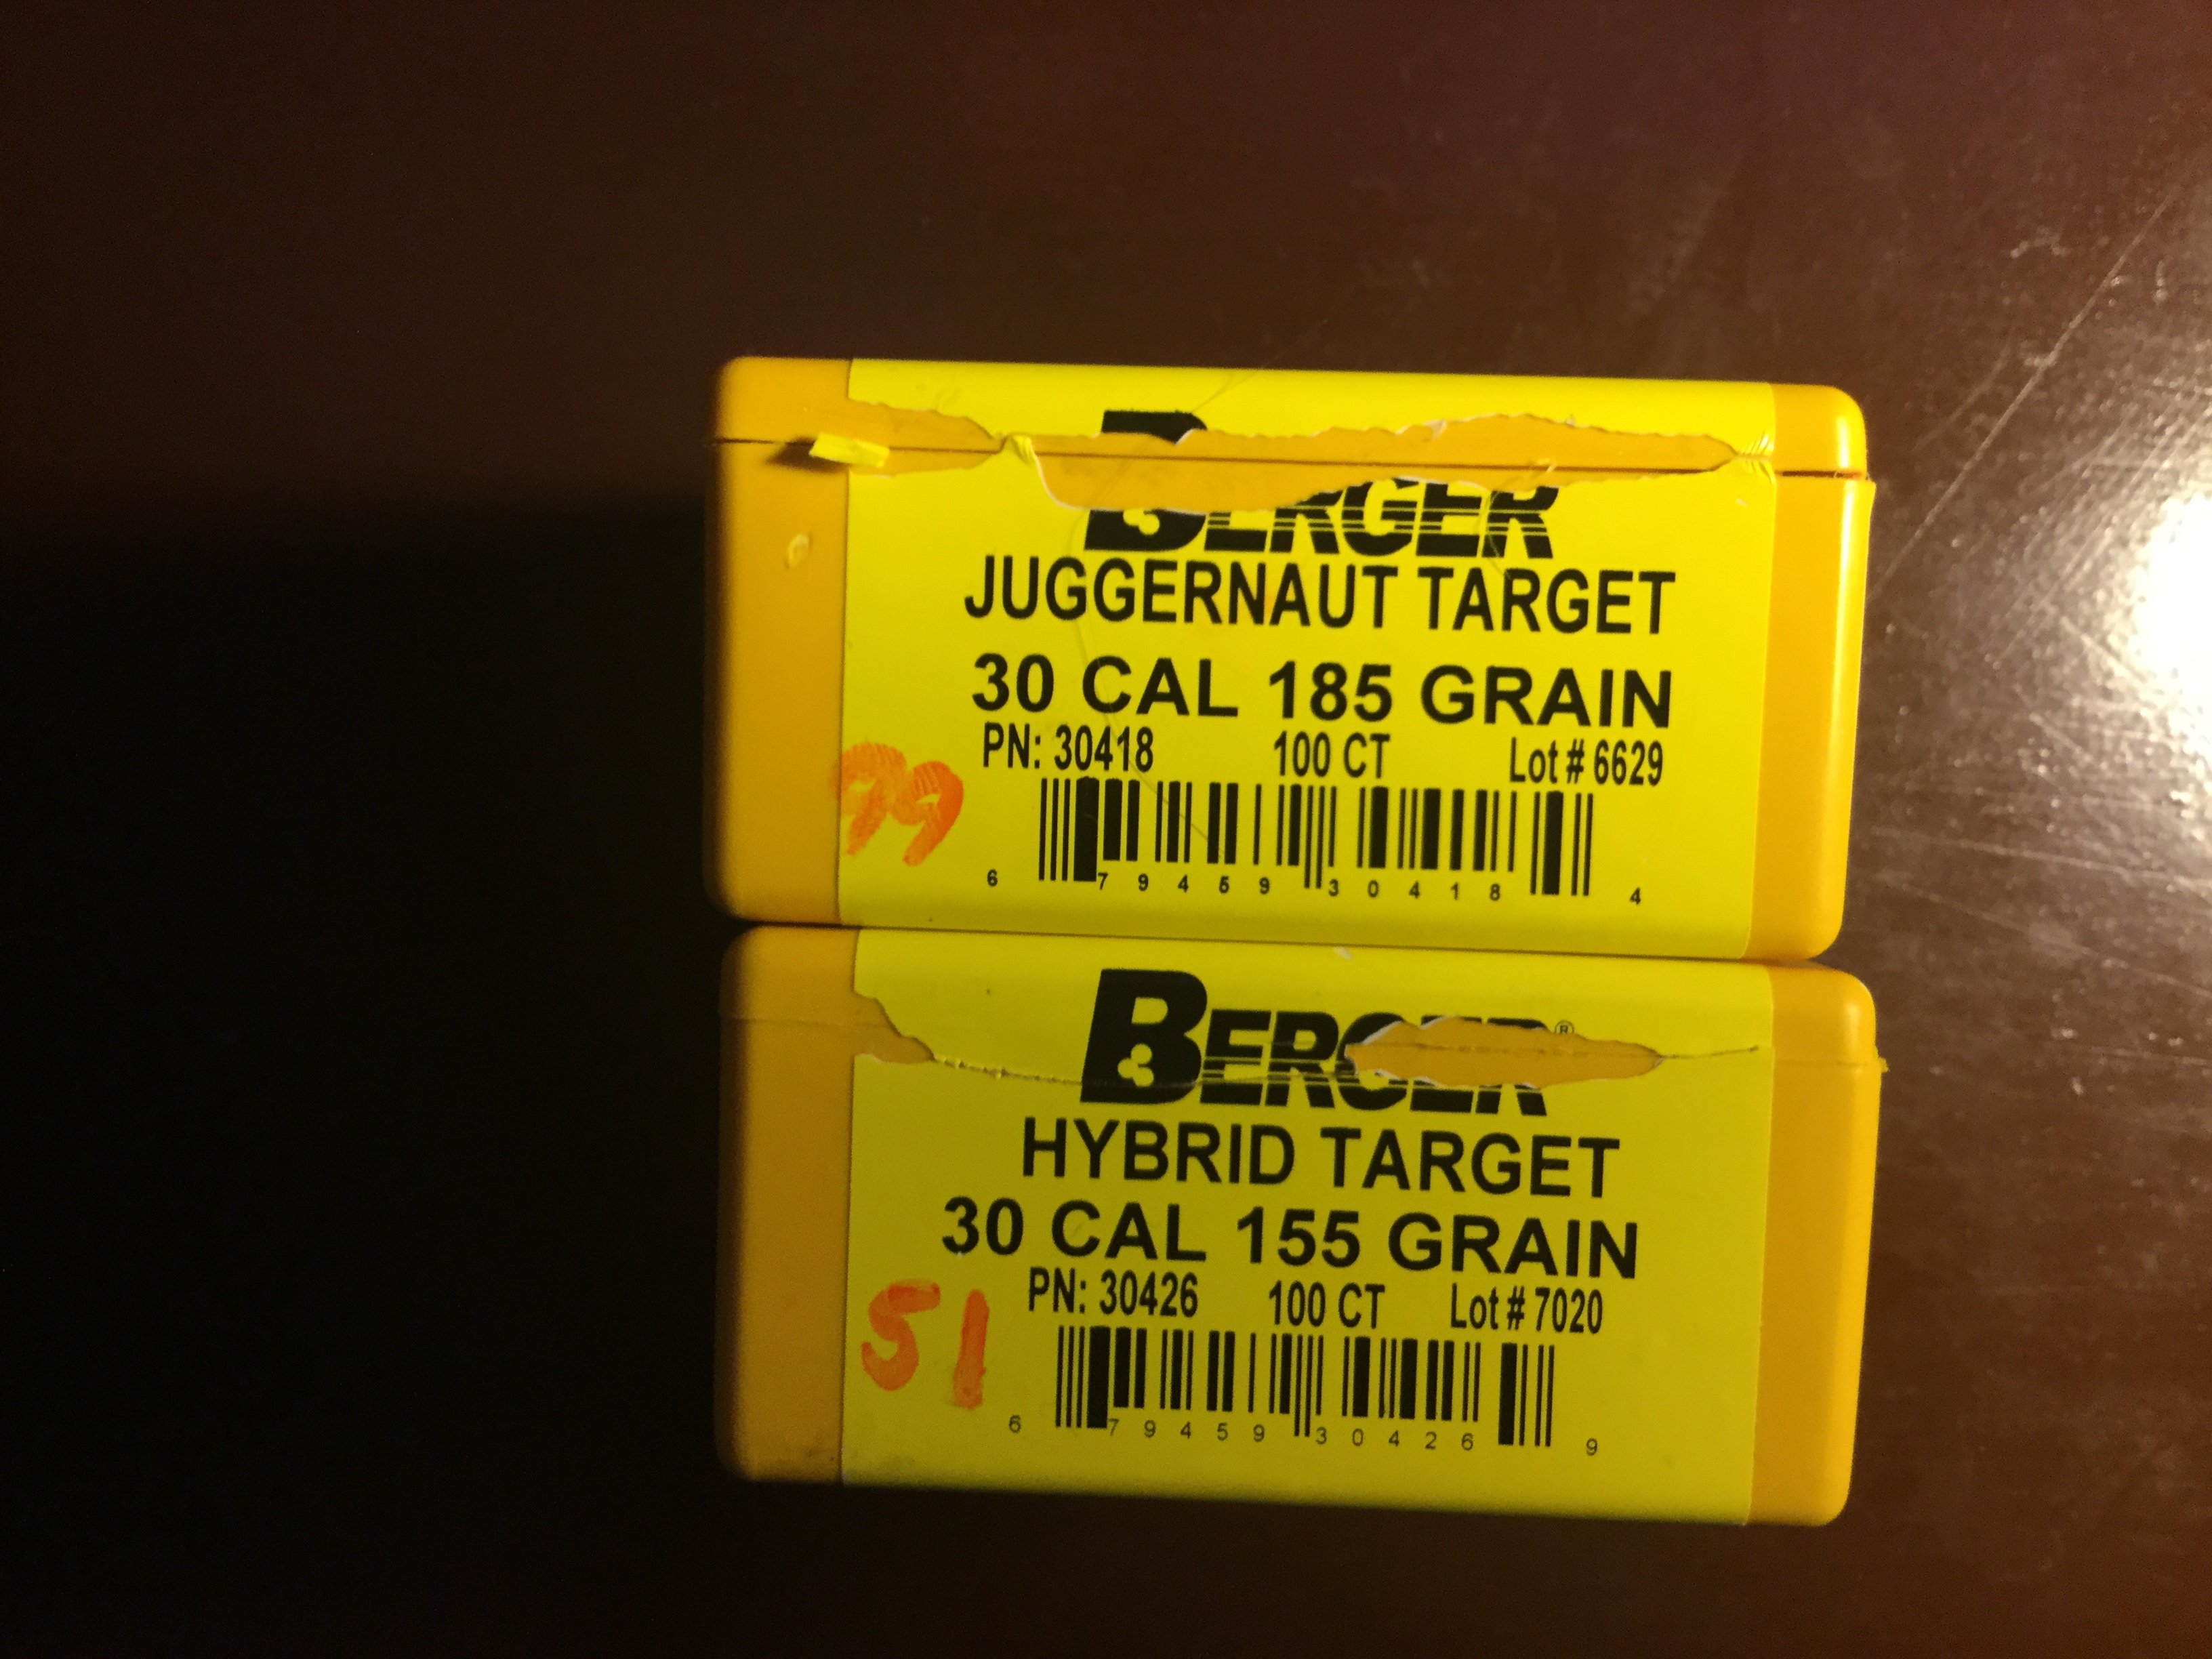 BERGER
JUGGERNAUT TARGET
30 CAL 185 GRAIN
PN: 30418 100 CT Lot # 6629
99
6 79459 30418 4
BERGER®
HYBRID TARGET
30 CAL 155 GRAIN
PN: 30426 100 CT Lot # 7020
51
6 79459 30426 9